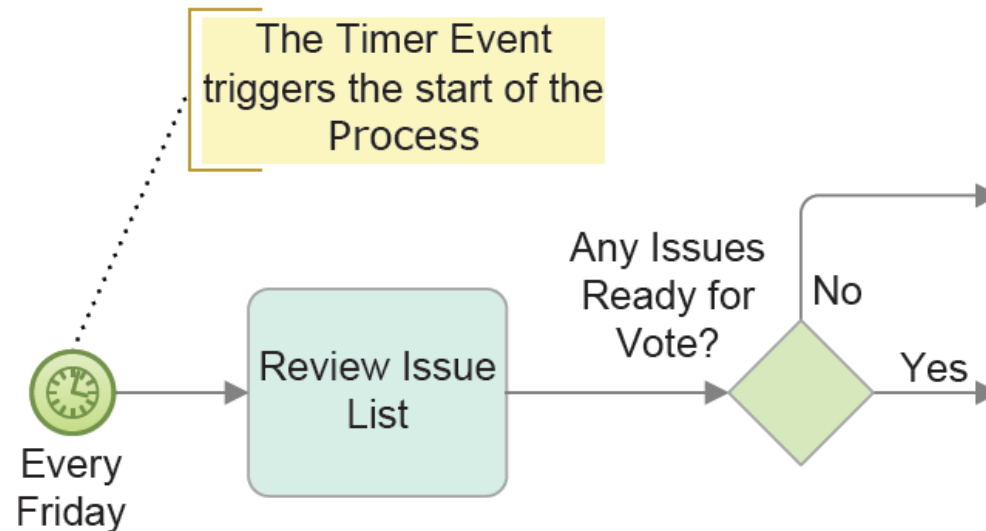 The Timer Event
triggers the start of the
Process
Any Issues
Ready for
Vote?
No
Yes
Review Issue
List
Every
Friday